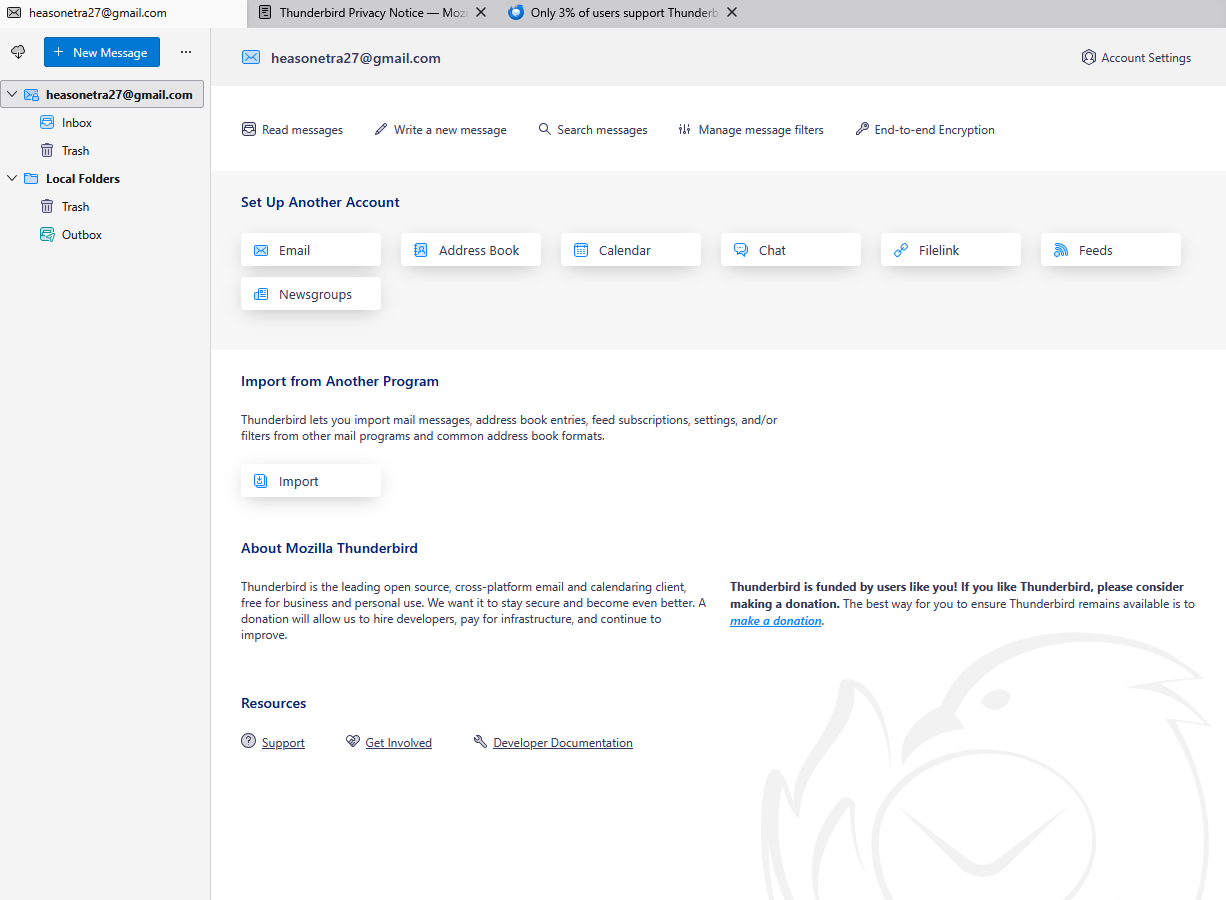 heasonetra27@gmail.com
Thunderbird Privacy Notice — Mozi
Only 3% of users support Thunderb
New Message
heasonetra27@gmail.com
Account Settings
heasonetra27@gmail.com
Inbox
Trash
Local Folders
Trash
Outbox
Read messages
Write a new message
Search messages
Manage message filters
End-to-end Encryption
Set Up Another Account
Email
Address Book
Calendar
Chat
Filelink
Feeds
Newsgroups
Import from Another Program
Thunderbird lets you import mail messages, address book entries, feed subscriptions, settings, and/or
filters from other mail programs and common address book formats.
Import
About Mozilla Thunderbird
Thunderbird is the leading open source, cross-platform email and calendaring client,
free for business and personal use. We want it to stay secure and become even better. A
donation will allow us to hire developers, pay for infrastructure, and continue to
improve.
Thunderbird is funded by users like you! If you like Thunderbird, please consider
making a donation. The best way for you to ensure Thunderbird remains available is to
make a donation.
Resources
Support
Get Involved
Developer Documentation